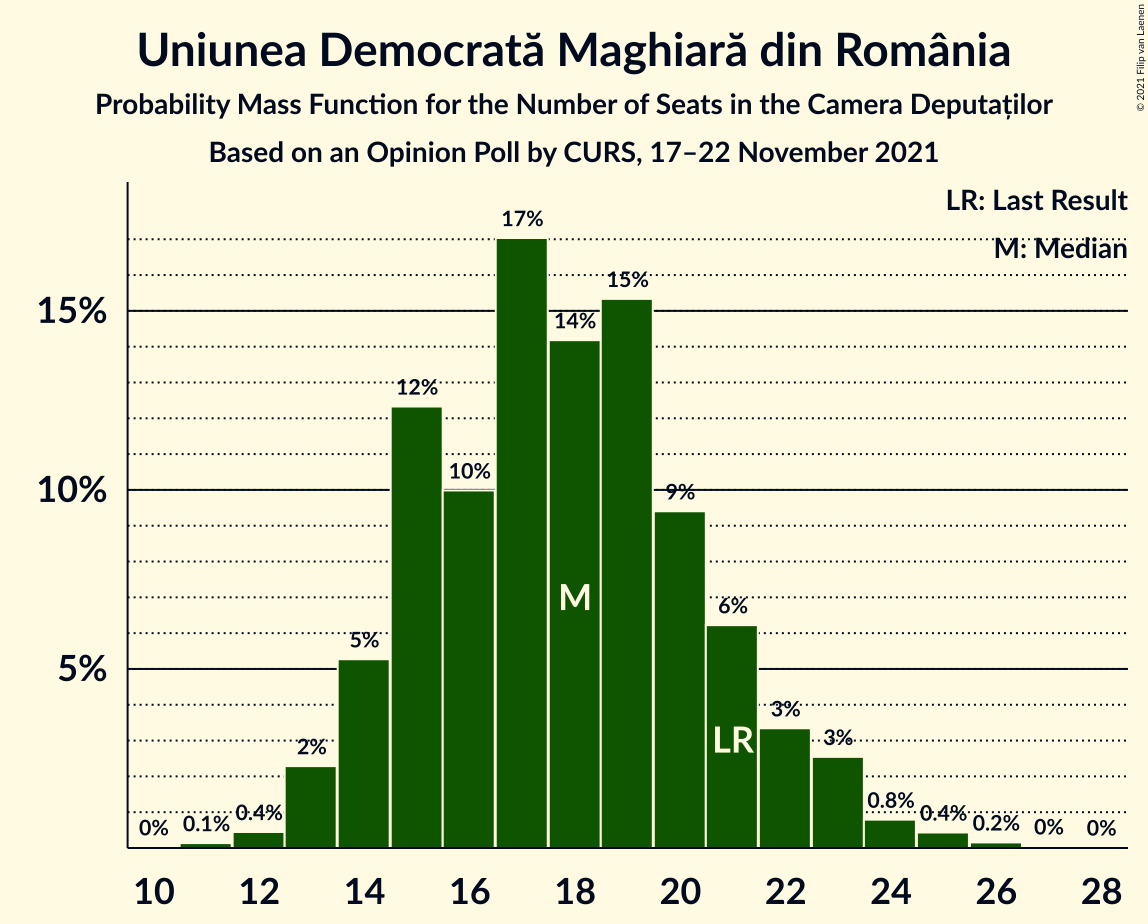 Uniunea Democrată Maghiară din România
Probability Mass Function for the Number of Seats in the Camera Deputaților
Based on an Opinion Poll by CURS, 17–22 November 2021
© 2021 Filip van Laenen
LR: Last Result
M: Median
15%
10%
5%
0%
0.1%
0.4%
2%
5%
12%
10%
17%
14%
15%
9%
6%
3%
3%
0.8%
0.4%
0.2%
0%
0%
M
LR
10 12 14 16 18 20 22 24 26 28